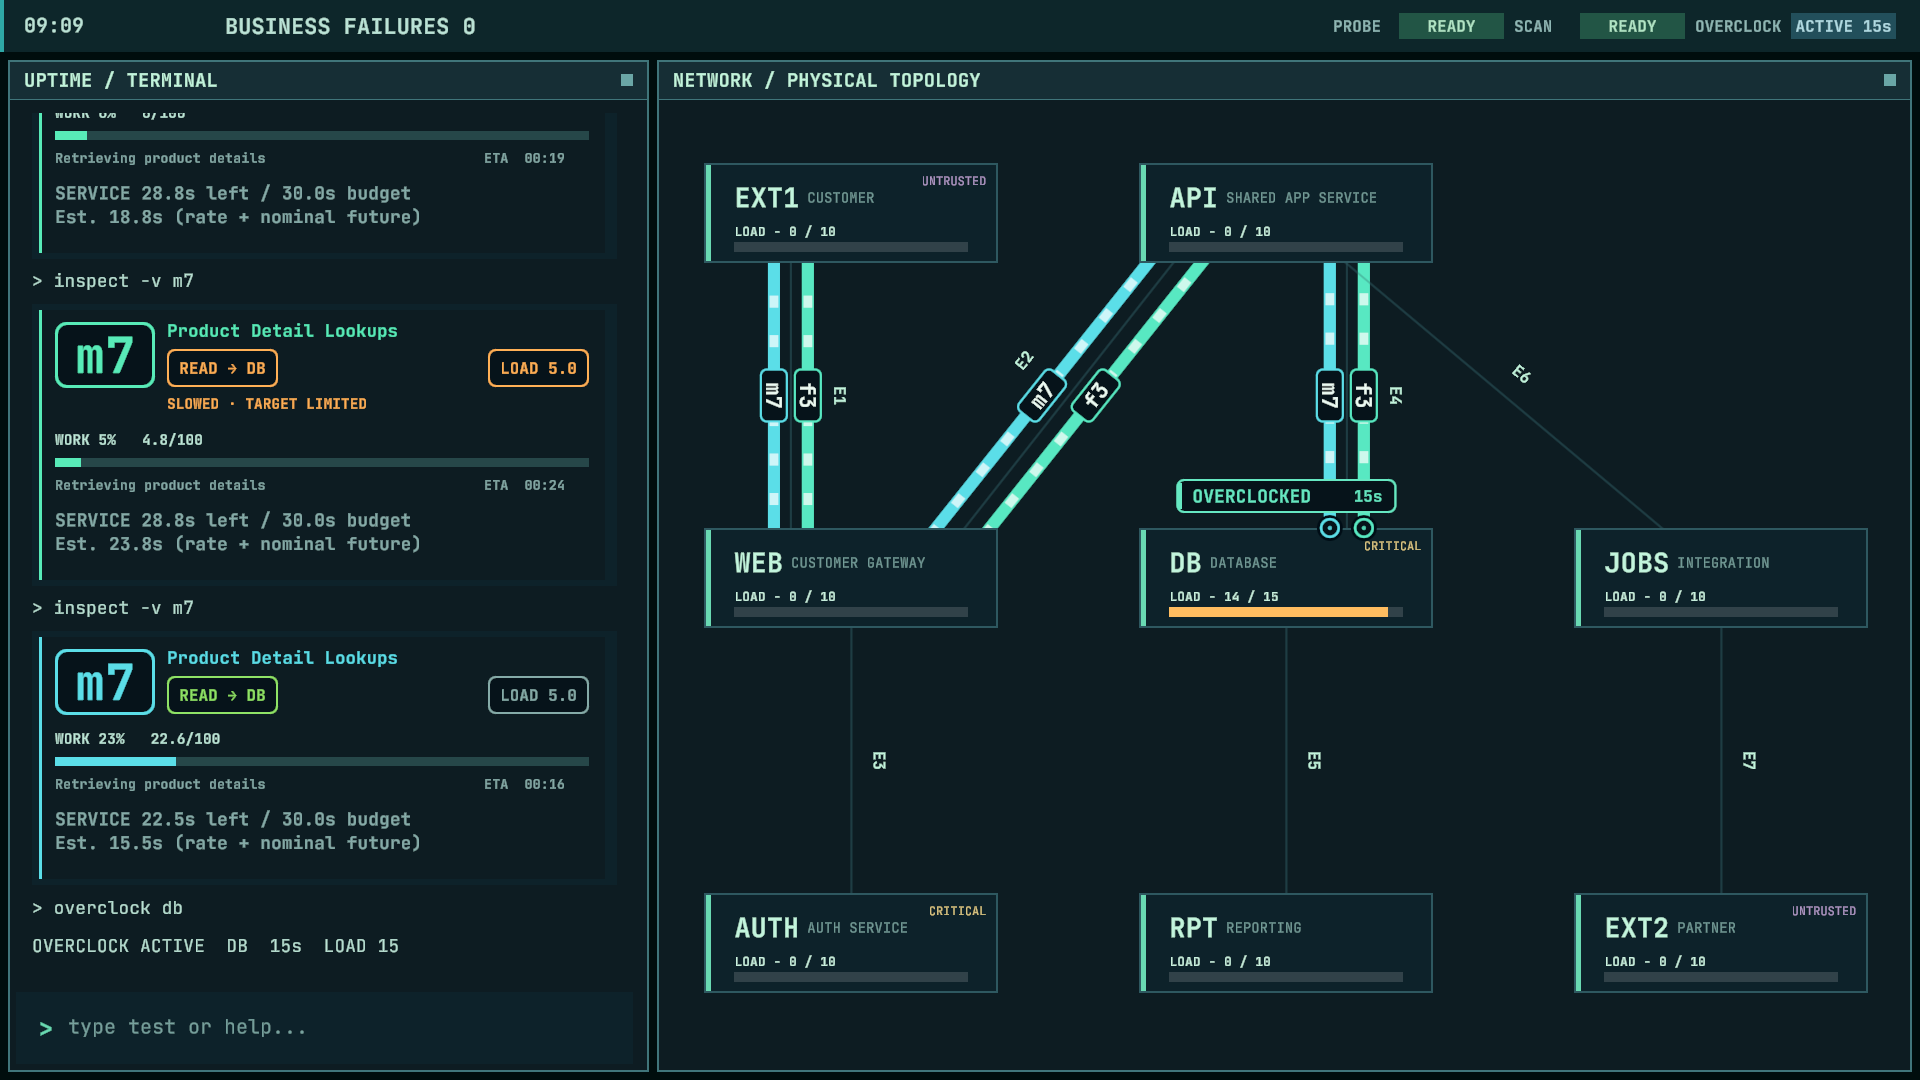 09:09
BUSINESS FAILURES 0
PROBE READY SCAN READY OVERCLOCK ACTIVE 15s
UPTIME / TERMINAL
Retrieving product details ETA 00:19
SERVICE 28.8s left / 30.0s budget
Est. 18.8s (rate + nominal future)
> inspect -v m7
m7 Product Detail Lookups
READ → DB LOAD 5.0
SLOWED · TARGET LIMITED
WORK 5% 4.8/100
Retrieving product details ETA 00:24
SERVICE 28.8s left / 30.0s budget
Est. 23.8s (rate + nominal future)
> inspect -v m7
m7 Product Detail Lookups
READ → DB LOAD 5.0
WORK 23% 22.6/100
Retrieving product details ETA 00:16
SERVICE 22.5s left / 30.0s budget
Est. 15.5s (rate + nominal future)
> overclock db
OVERCLOCK ACTIVE DB 15s LOAD 15
> type test or help...
NETWORK / PHYSICAL TOPOLOGY
UNTRUSTED
EXT1 CUSTOMER
LOAD - 0 / 10
API SHARED APP SERVICE
LOAD - 0 / 10
m7
f3
E1
E2
m7
f3
m7
f3
E4
E6
OVERCLOCKED 15s
WEB CUSTOMER GATEWAY
LOAD - 0 / 10
CRITICAL
DB DATABASE
LOAD - 14 / 15
JOBS INTEGRATION
LOAD - 0 / 10
E3
E5
E7
CRITICAL
AUTH AUTH SERVICE
LOAD - 0 / 10
RPT REPORTING
LOAD - 0 / 10
UNTRUSTED
EXT2 PARTNER
LOAD - 0 / 10